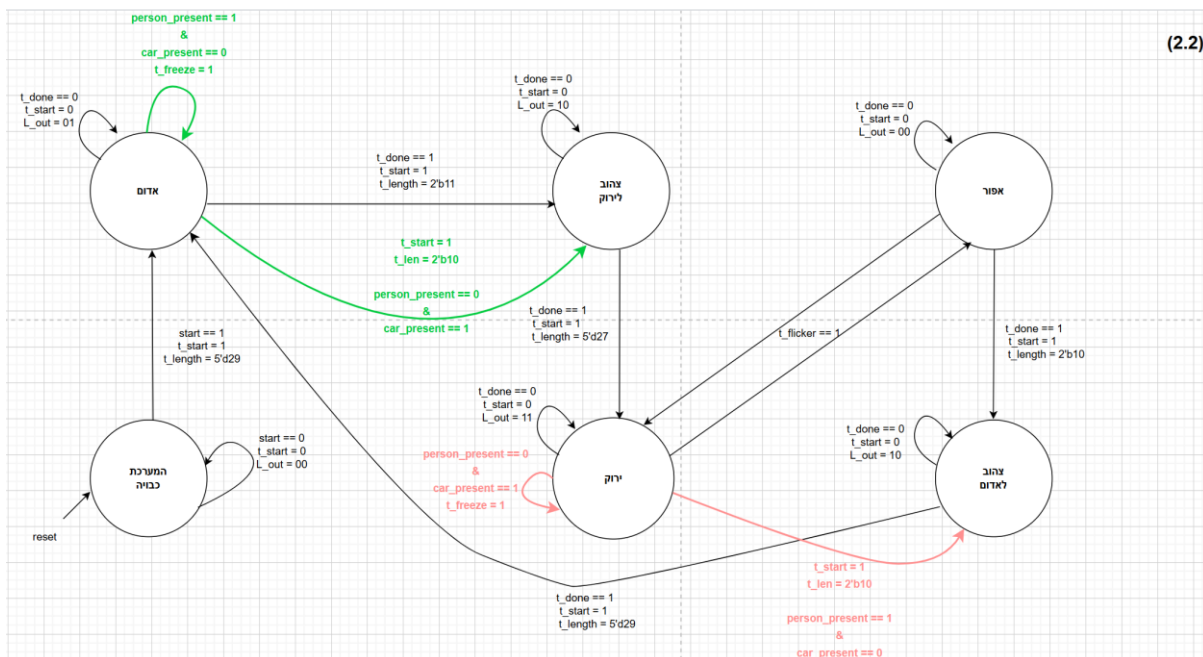 (2.2)
person_present == 1
&
car_present == 0
t_freeze = 1
t_done == 0
t_start = 0
L_out = 01
אדום
t_done == 1
t_start = 1
t_length = 2'b11
t_done == 0
t_start = 0
L_out = 10
צהוב
לירוק
t_done == 0
t_start = 0
L_out = 00
אפור
t_start = 1
t_len = 2'b10
person_present == 0
&
car_present == 1
start == 1
t_start = 1
t_length = 5'd29
t_done == 1
t_start = 1
t_length = 5'd27
t_flicker == 1
t_done == 1
t_start = 1
t_length = 2'b10
המערכת
כבויה
start == 0
t_start = 0
L_out = 00
reset
t_done == 0
t_start = 0
L_out = 11
person_present == 0
&
car_present == 1
t_freeze = 1
ירוק
t_done == 0
t_start = 0
L_out = 10
צהוב
לאדום
t_done == 1
t_start = 1
t_length = 5'd29
t_start = 1
t_len = 2'b10
person_present == 1
&
car_present == 0